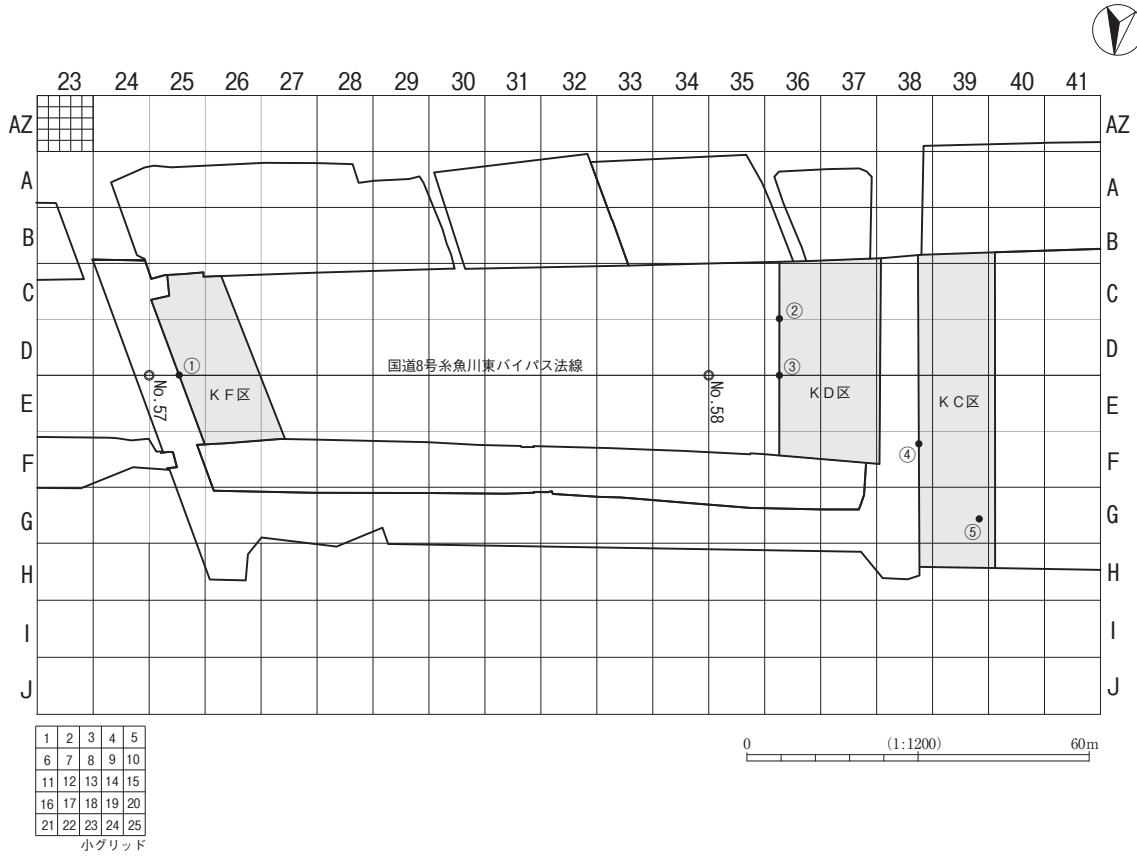 23 24 25 26 27 28 29 30 31 32 33 34 35 36 37 38 39 40 41
AZ AZ
A A
B B
C C
②
D D
①
国道8号糸魚川東バイパス法線
③
KF区
KD区
KC区
No.57
No.58
E E
F F
④
G G
⑤
H H
I I
J J
1 2 3 4 5
6 7 8 9 10
11 12 13 14 15
16 17 18 19 20
21 22 23 24 25
小グリッド
0 (1:1200) 60m